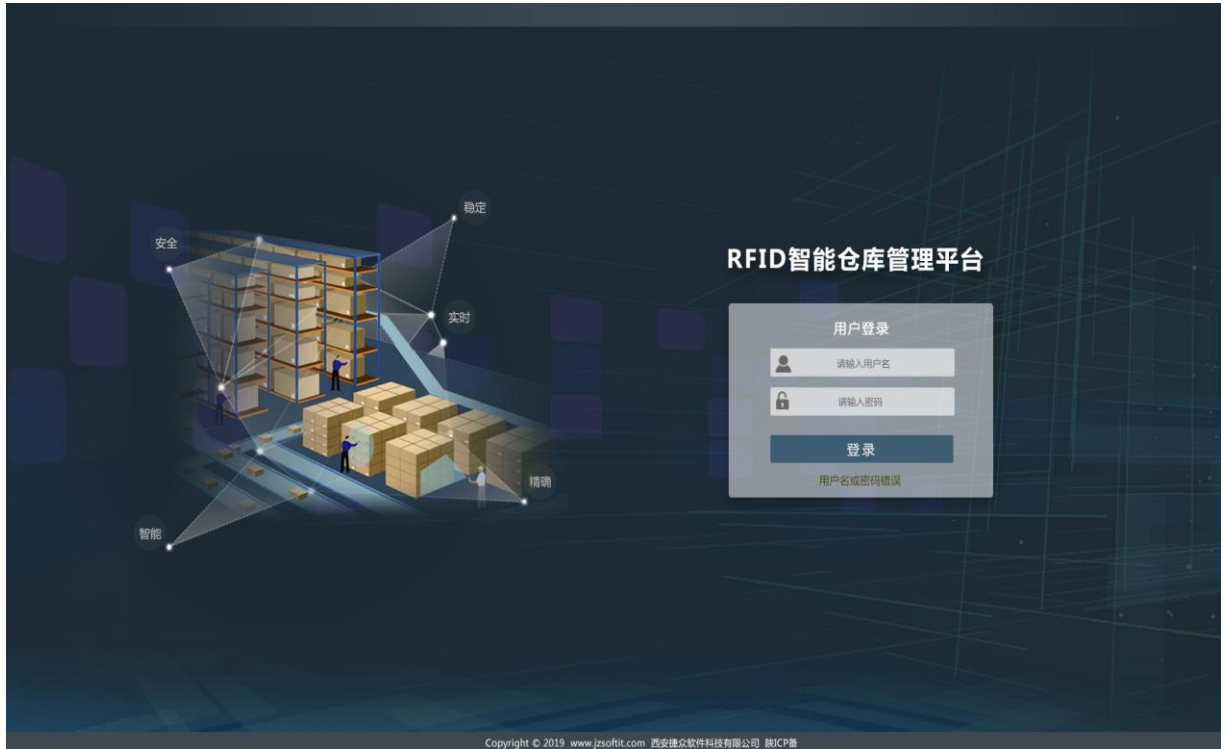 稳定
安全
实时
精确
智能
RFID智能仓库管理平台
用户登录
请输入用户名
请输入密码
登录
用户名或密码错误
Copyright © 2019 www.jzsoftit.com 西安捷众软件科技有限公司 陕ICP备